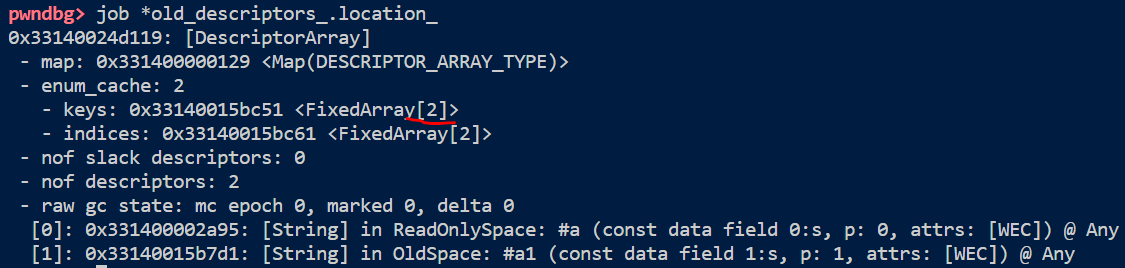 pwndbg> job *old_descriptors_.location_
0x33140024d119: [DescriptorArray]
 - map: 0x331400000129 <Map(DESCRIPTOR_ARRAY_TYPE)>
 - enum_cache: 2
   - keys: 0x33140015bc51 <FixedArray[2]>
   - indices: 0x33140015bc61 <FixedArray[2]>
 - nof slack descriptors: 0
 - nof descriptors: 2
 - raw gc state: mc epoch 0, marked 0, delta 0
  [0]: 0x331400002a95: [String] in ReadOnlySpace: #a (const data field 0:s, p: 0, attrs: [WEC]) @ Any
  [1]: 0x33140015b7d1: [String] in OldSpace: #a1 (const data field 1:s, p: 1, attrs: [WEC]) @ Any